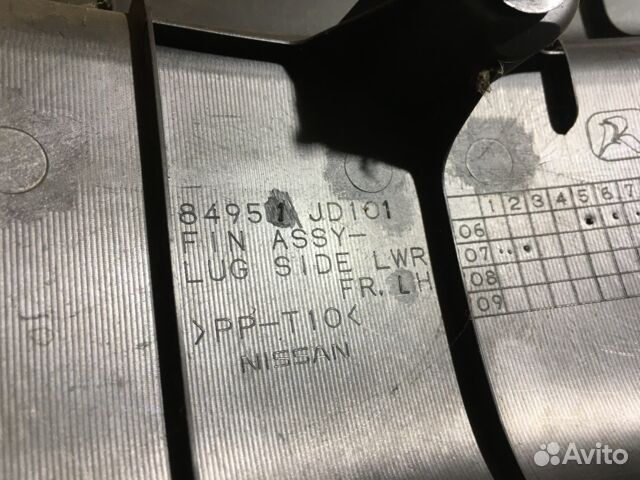 84951 JD101
FIN ASSY-
LUG SIDE LWR
FR, LH
>PP-T10<
NISSAN
1 2 3 4 5 6 7
06
07
08
09
Avito